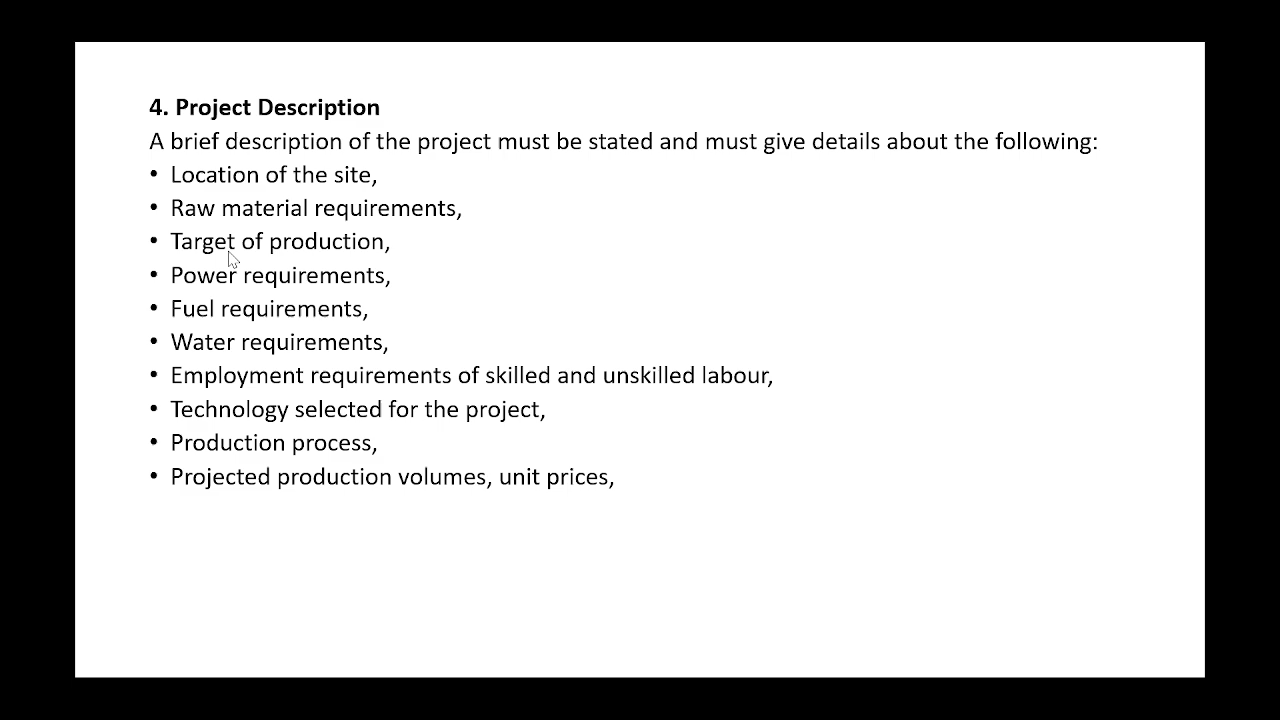 4. Project Description
A brief description of the project must be stated and must give details about the following:
• Location of the site,
• Raw material requirements,
• Target of production,
• Power requirements,
• Fuel requirements,
• Water requirements,
• Employment requirements of skilled and unskilled labour,
• Technology selected for the project,
• Production process,
• Projected production volumes, unit prices,